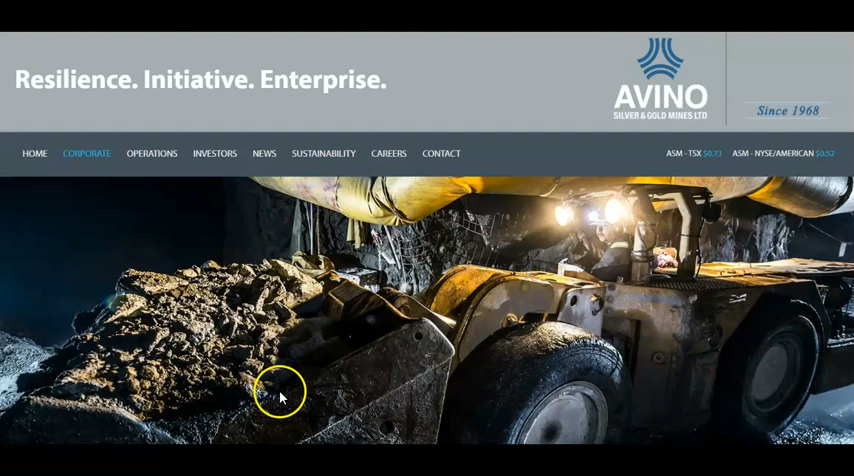 Resilience. Initiative. Enterprise.
AVINO
SILVER & GOLD MINES LTD
Since 1968
HOME CORPORATE OPERATIONS INVESTORS NEWS SUSTAINABILITY CAREERS CONTACT ASM - TSX $0.73 ASM - NYSE/AMERICAN $0.52